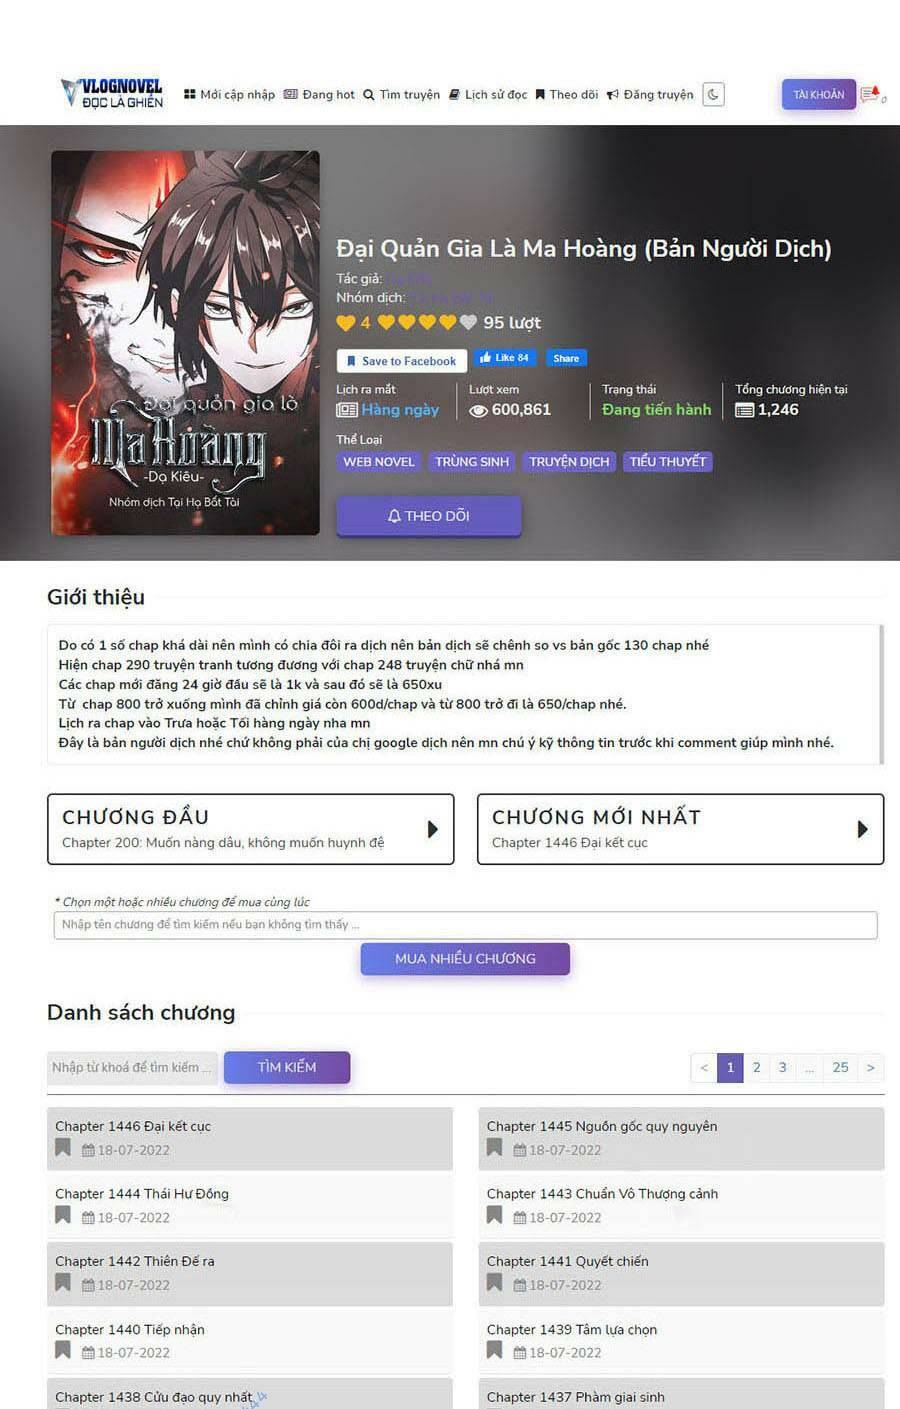 VLOGNOVEL
ĐỌC LÀ GHIỀN
Mới cập nhập Đang hot Tìm truyện Lịch sử đọc Theo dõi Đăng truyện
TÀI KHOẢN
0
Đại quản gia là
Ma Hoàng
-Dạ Kiêu-
Nhóm dịch Tại Hạ Bất Tài
Đại Quản Gia Là Ma Hoàng (Bản Người Dịch)
Tác giả:
Nhóm dịch:
4 95 lượt
Save to Facebook Like 84 Share
Lịch ra mắt Lượt xem Trạng thái Tổng chương hiện tại
Hàng ngày 600,861 Đang tiến hành 1,246
Thể Loại
WEB NOVEL TRÙNG SINH TRUYỆN DỊCH TIỂU THUYẾT
THEO DÕI
Giới thiệu
Do có 1 số chap khá dài nên mình có chia đôi ra dịch nên bản dịch sẽ chênh so vs bản gốc 130 chap nhé
Hiện chap 290 truyện tranh tương đương với chap 248 truyện chữ nhá mn
Các chap mới đăng 24 giờ đầu sẽ là 1k và sau đó sẽ là 650xu
Từ chap 800 trở xuống mình đã chỉnh giá còn 600d/chap và từ 800 trở đi là 650/chap nhé.
Lịch ra chap vào Trưa hoặc Tối hàng ngày nha mn
Đây là bản người dịch nhé chứ không phải của chị google dịch nên mn chú ý kỹ thông tin trước khi comment giúp mình nhé.
CHƯƠNG ĐẦU
Chapter 200: Muốn nàng dâu, không muốn huynh đệ
CHƯƠNG MỚI NHẤT
Chapter 1446 Đại kết cục
* Chọn một hoặc nhiều chương để mua cùng lúc
Nhập tên chương để tìm kiếm nếu bạn không tìm thấy ...
MUA NHIỀU CHƯƠNG
Danh sách chương
Nhập từ khoá để tìm kiếm ... TÌM KIẾM < 1 2 3 ... 25 >
Chapter 1446 Đại kết cục
18-07-2022
Chapter 1445 Nguồn gốc quy nguyên
18-07-2022
Chapter 1444 Thái Hư Đồng
18-07-2022
Chapter 1443 Chuẩn Vô Thượng cảnh
18-07-2022
Chapter 1442 Thiên Đế ra
18-07-2022
Chapter 1441 Quyết chiến
18-07-2022
Chapter 1440 Tiếp nhận
18-07-2022
Chapter 1439 Tâm lựa chọn
18-07-2022
Chapter 1438 Cửu đạo quy nhất
Chapter 1437 Phàm giai sinh